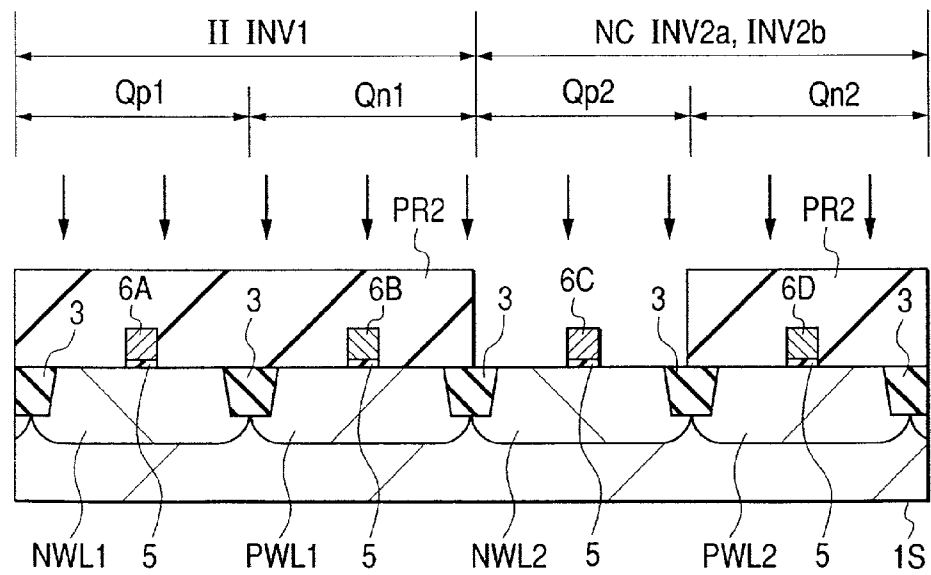 II INV1 NC INV2a, INV2b
Qp1 Qn1 Qp2 Qn2
PR2 PR2
6A 3 6B 6C 3 6D
3 3 3
NWL1 5 PWL1 5 NWL2 5 PWL2 5 1S